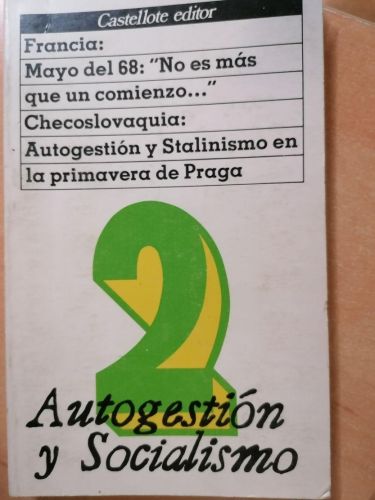 Castellote editor
Francia:
Mayo del 68: "No es más
que un comienzo..."
Checoslovaquia:
Autogestión y Stalinismo en
la primavera de Praga
2
Autogestión
y Socialismo